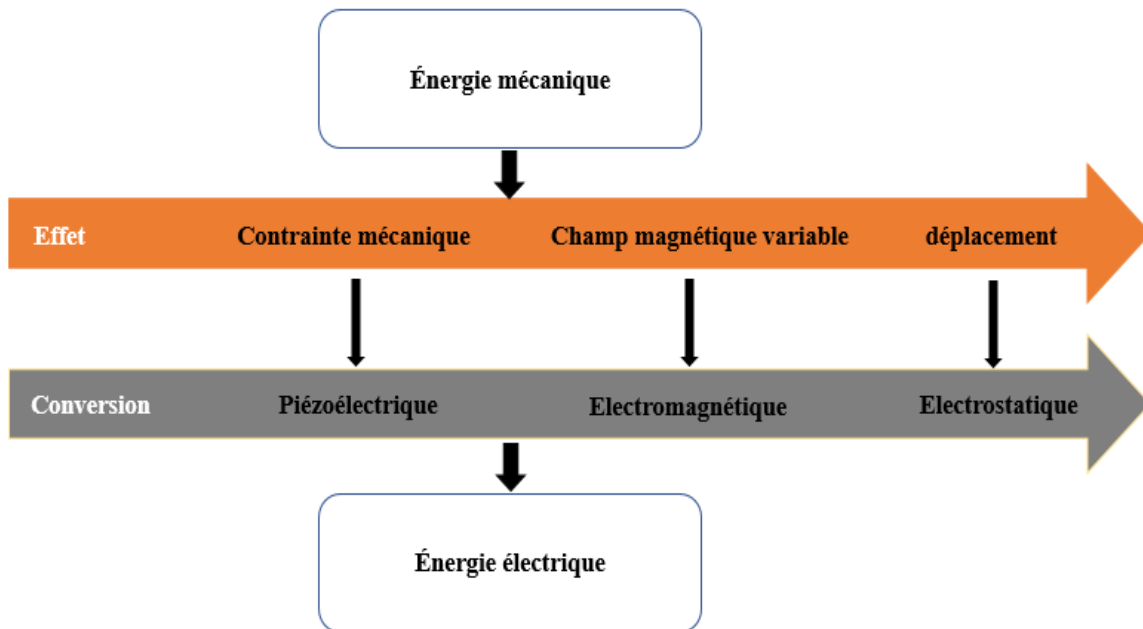 Énergie mécanique
Effet Contrainte mécanique Champ magnétique variable déplacement
Conversion Piézoélectrique Electromagnétique Electrostatique
Énergie électrique